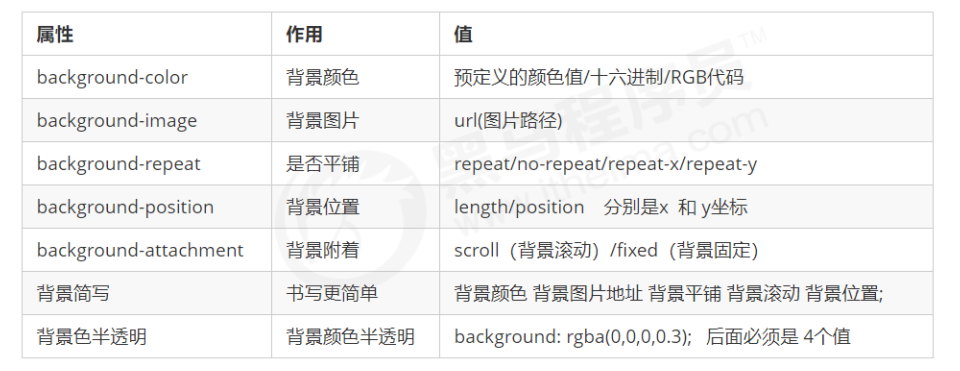 属性 作用 值
background-color 背景颜色 预定义的颜色值/十六进制/RGB代码
background-image 背景图片 url(图片路径)
background-repeat 是否平铺 repeat/no-repeat/repeat-x/repeat-y
background-position 背景位置 length/position 分别是x 和 y坐标
background-attachment 背景附着 scroll（背景滚动）/fixed（背景固定）
背景简写 书写更简单 背景颜色 背景图片地址 背景平铺 背景滚动 背景位置;
背景色半透明 背景颜色半透明 background: rgba(0,0,0,0.3); 后面必须是 4个值
黑马程序员™
www.itheima.com